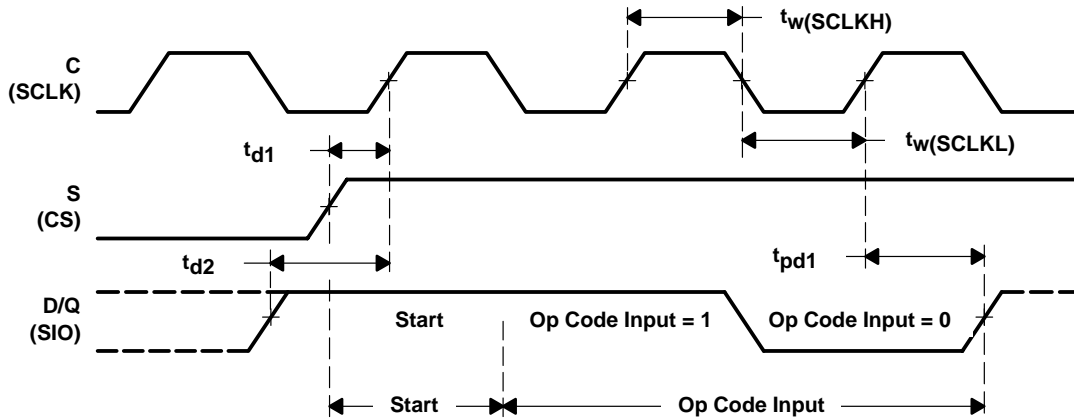 tw(SCLKH)
C
(SCLK)
td1
tw(SCLKL)
S
(CS)
td2
tpd1
D/Q
(SIO)
Start
Op Code Input = 1
Op Code Input = 0
Start
Op Code Input